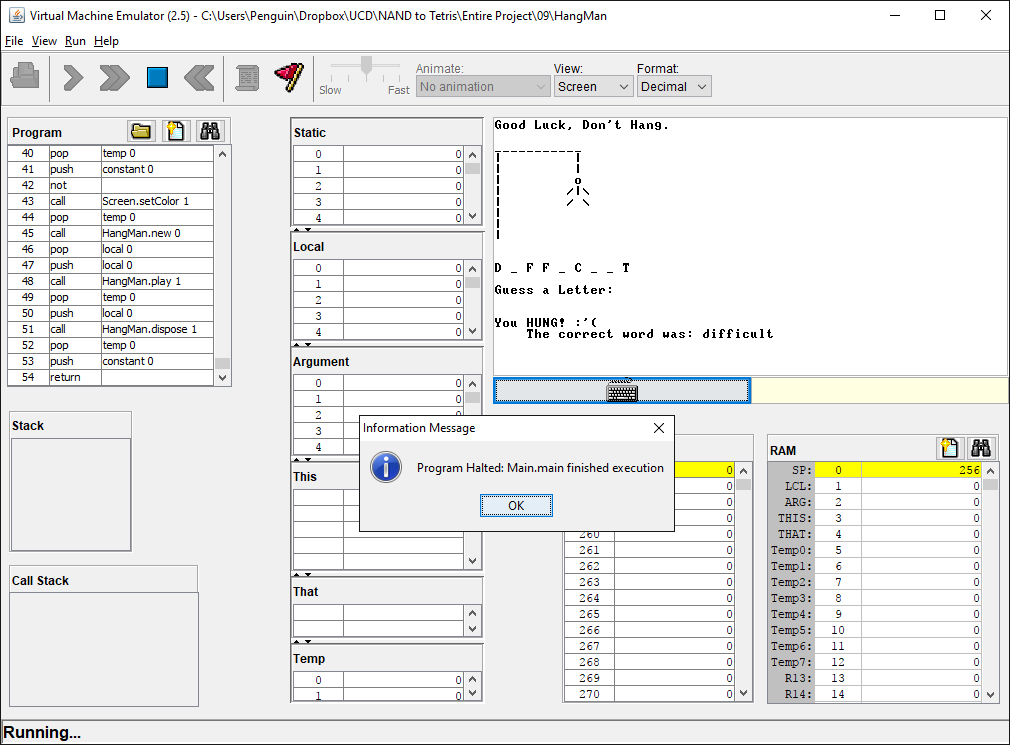 Virtual Machine Emulator (2.5) - C:\Users\Penguin\Dropbox\UCD\NAND to Tetris\Entire Project\09\HangMan
File View Run Help
Slow Fast
Animate:
No animation
View:
Screen
Format:
Decimal
Program
40 pop temp 0
41 push constant 0
42 not
43 call Screen.setColor 1
44 pop temp 0
45 call HangMan.new 0
46 pop local 0
47 push local 0
48 call HangMan.play 1
49 pop temp 0
50 push local 0
51 call HangMan.dispose 1
52 pop temp 0
53 push constant 0
54 return
Stack
Call Stack
Static
0 0
1 0
2 0
3 0
4 0
Local
0 0
1 0
2 0
3 0
4 0
Argument
0 0
1 0
2
3
4
This
That
Temp
0 0
1 0
Good Luck, Don't Hang.
D _ F F _ C _ _ T
Guess a Letter:
You HUNG! :'(
The correct word was: difficult
Information Message
Program Halted: Main.main finished execution
OK
0
0
0
0
260 0
261 0
262 0
263 0
264 0
265 0
266 0
267 0
268 0
269 0
270 0
RAM
SP: 0 256
LCL: 1 0
ARG: 2 0
THIS: 3 0
THAT: 4 0
Temp0: 5 0
Temp1: 6 0
Temp2: 7 0
Temp3: 8 0
Temp4: 9 0
Temp5: 10 0
Temp6: 11 0
Temp7: 12 0
R13: 13 0
R14: 14 0
Running...